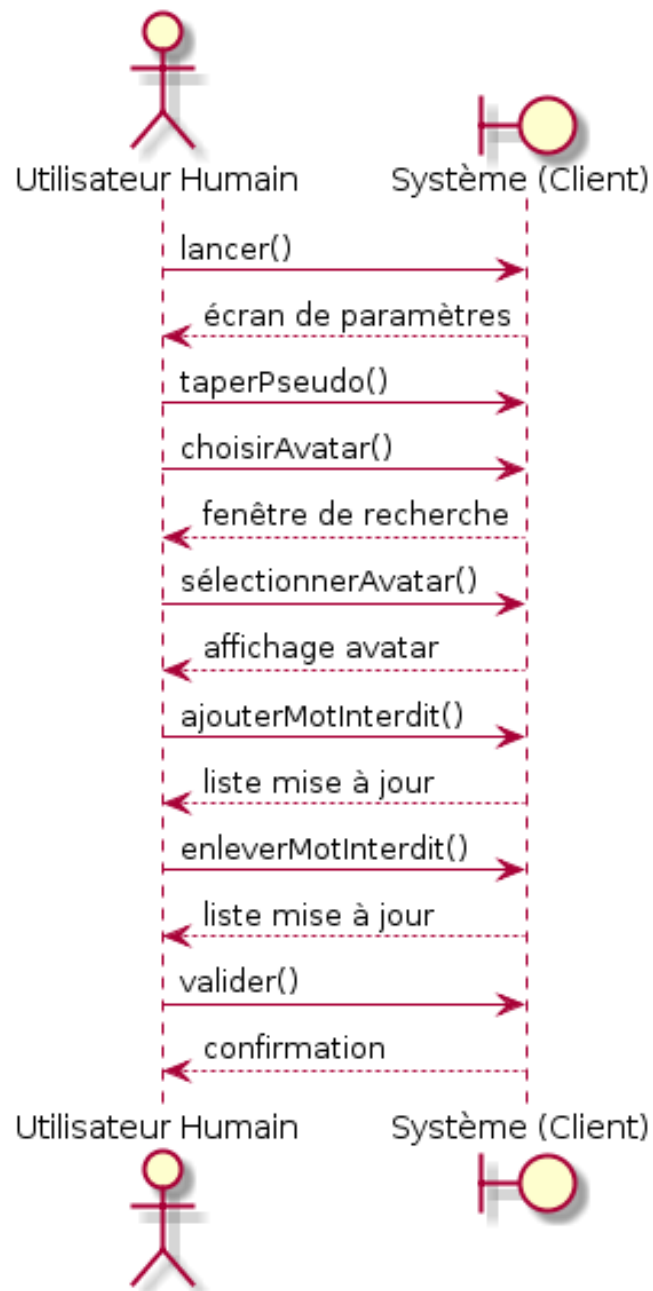 Utilisateur Humain
Système (Client)
lancer()
écran de paramètres
taperPseudo()
choisirAvatar()
fenêtre de recherche
sélectionnerAvatar()
affichage avatar
ajouterMotInterdit()
liste mise à jour
enleverMotInterdit()
liste mise à jour
valider()
confirmation
Utilisateur Humain
Système (Client)